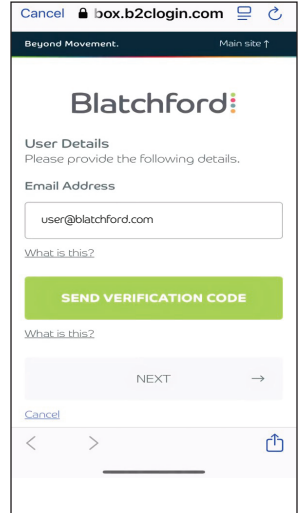 Cancel box.b2clogin.com
Beyond Movement. Main site ↑
Blatchford
User Details
Please provide the following details.
Email Address
user@blatchford.com
What is this?
SEND VERIFICATION CODE
What is this?
NEXT →
Cancel